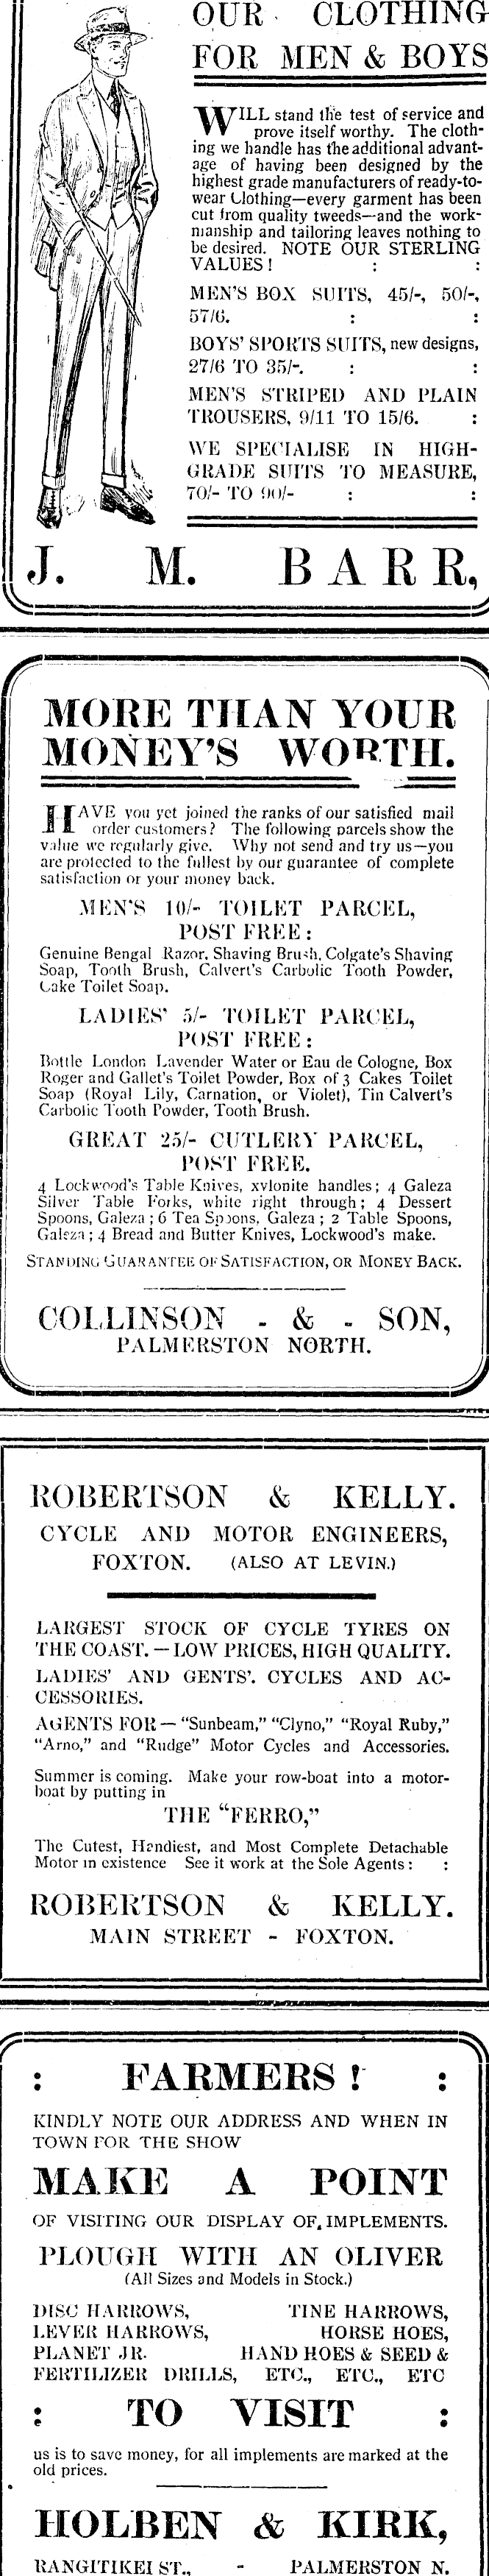 OUR CLOTHING
FOR MEN & BOYS
WILL stand the test of service and
prove itself worthy. The cloth-
ing we handle has the additional advant-
age of having been designed by the
highest grade manufacturers of ready-to-
wear Clothing—every garment has been
cut from quality tweeds—and the work-
manship and tailoring leaves nothing to
be desired. NOTE OUR STERLING
VALUES! : :
MEN'S BOX SUITS, 45/-, 50/-,
57/6. : :
BOYS' SPORTS SUITS, new designs,
27/6 TO 35/-. : :
MEN'S STRIPED AND PLAIN
TROUSERS, 9/11 TO 15/6. :
WE SPECIALISE IN HIGH-
GRADE SUITS TO MEASURE,
70/- TO 90/- : :
J. M. BARR,
MORE THAN YOUR
MONEY'S WORTH.
HAVE you yet joined the ranks of our satisfied mail
order customers? The following parcels show the
value we regularly give. Why not send and try us—you
are protected to the fullest by our guarantee of complete
satisfaction or your money back.
MEN'S 10/- TOILET PARCEL,
POST FREE:
Genuine Bengal Razor, Shaving Brush, Colgate's Shaving
Soap, Tooth Brush, Calvert's Carbolic Tooth Powder,
Cake Toilet Soap.
LADIES' 5/- TOILET PARCEL,
POST FREE:
Bottle London Lavender Water or Eau de Cologne, Box
Roger and Gallet's Toilet Powder, Box of 3 Cakes Toilet
Soap (Royal Lily, Carnation, or Violet), Tin Calvert's
Carbolic Tooth Powder, Tooth Brush.
GREAT 25/- CUTLERY PARCEL,
POST FREE.
4 Lockwood's Table Knives, xylonite handles; 4 Galeza
Silver Table Forks, white right through; 4 Dessert
Spoons, Galeza; 6 Tea Spoons, Galeza; 2 Table Spoons,
Galeza; 4 Bread and Butter Knives, Lockwood's make.
STANDING GUARANTEE OF SATISFACTION, OR MONEY BACK.
COLLINSON - & - SON,
PALMERSTON NORTH.
ROBERTSON & KELLY.
CYCLE AND MOTOR ENGINEERS,
FOXTON. (ALSO AT LEVIN.)
LARGEST STOCK OF CYCLE TYRES ON
THE COAST.—LOW PRICES, HIGH QUALITY.
LADIES' AND GENTS'. CYCLES AND AC-
CESSORIES.
AGENTS FOR—"Sunbeam," "Clyno," "Royal Ruby,"
"Arno," and "Rudge" Motor Cycles and Accessories.
Summer is coming. Make your row-boat into a motor-
boat by putting in
THE "FERRO,"
The Cutest, Handiest, and Most Complete Detachable
Motor in existence See it work at the Sole Agents: :
ROBERTSON & KELLY.
MAIN STREET - FOXTON.
: FARMERS! :
KINDLY NOTE OUR ADDRESS AND WHEN IN
TOWN FOR THE SHOW
MAKE A POINT
OF VISITING OUR DISPLAY OF IMPLEMENTS.
PLOUGH WITH AN OLIVER
(All Sizes and Models in Stock.)
DISC HARROWS, TINE HARROWS,
LEVER HARROWS, HORSE HOES,
PLANET JR. HAND HOES & SEED &
FERTILIZER DRILLS, ETC., ETC., ETC
: TO VISIT :
us is to save money, for all implements are marked at the
old prices.
HOLBEN & KIRK,
RANGITIKEI ST., - PALMERSTON N.